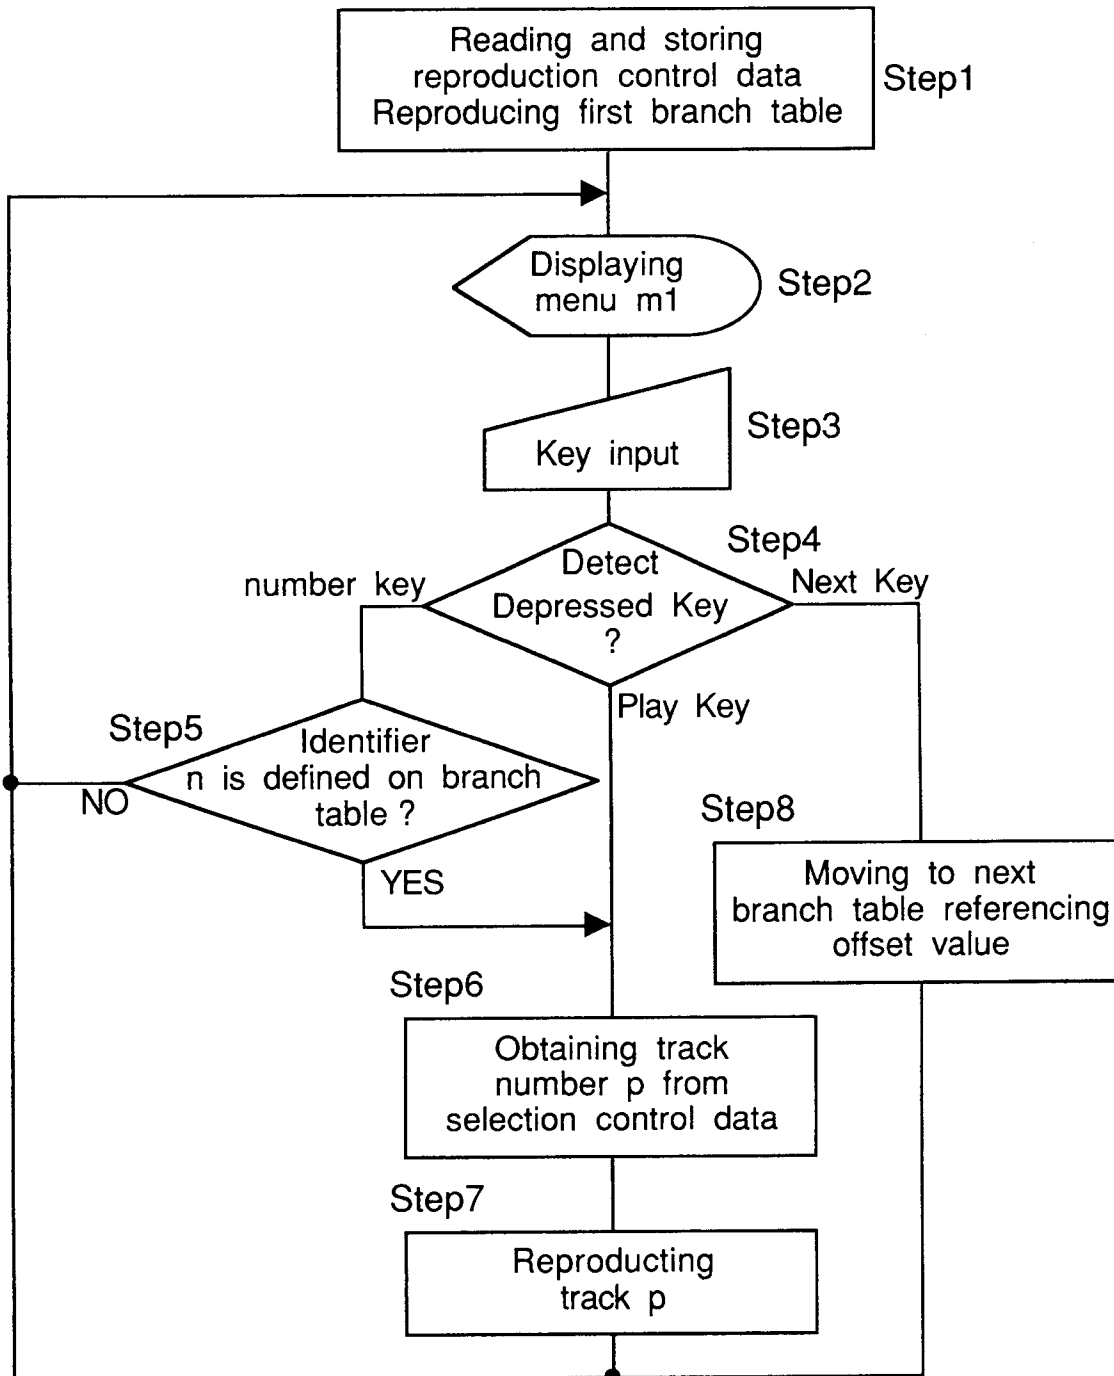 Reading and storing
reproduction control data
Reproducing first branch table
Step1
Displaying
menu m1
Step2
Key input
Step3
Detect
Depressed Key
?
Step4
number key
Next Key
Play Key
Step5
Identifier
n is defined on branch
table ?
NO
YES
Step8
Moving to next
branch table referencing
offset value
Step6
Obtaining track
number p from
selection control data
Step7
Reproducting
track p